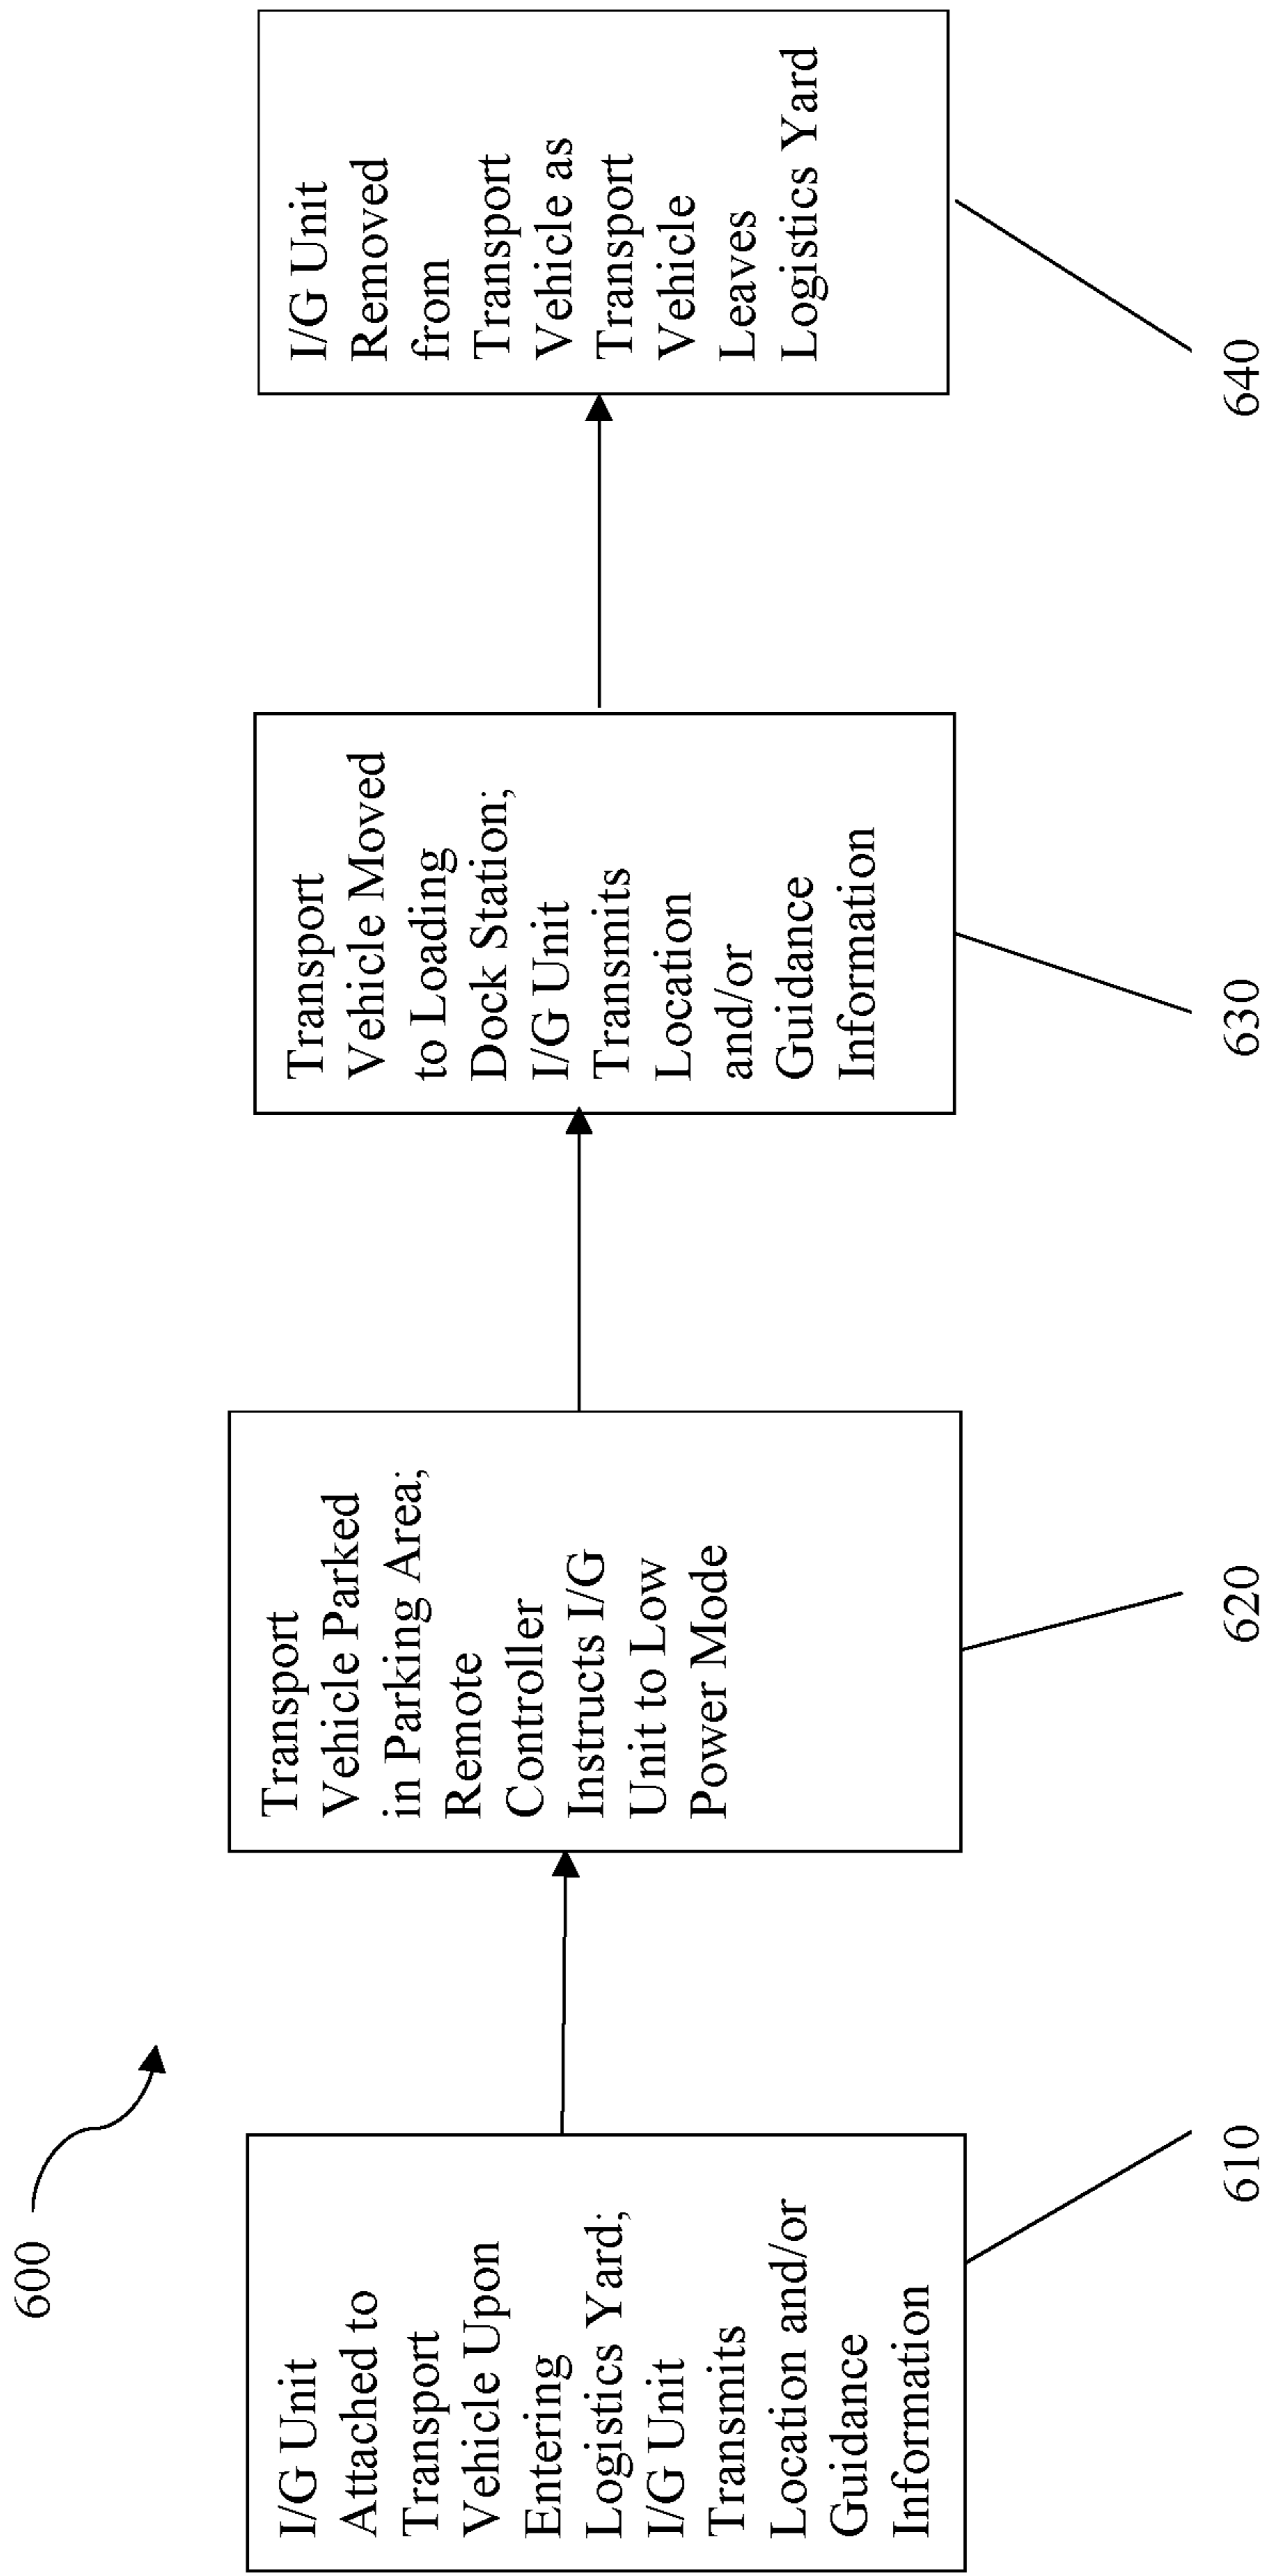 600
I/G Unit
Attached to
Transport
Vehicle Upon
Entering
Logistics Yard;
I/G Unit
Transmits
Location and/or
Guidance
Information
610
Transport
Vehicle Parked
in Parking Area;
Remote
Controller
Instructs I/G
Unit to Low
Power Mode
620
Transport
Vehicle Moved
to Loading
Dock Station;
I/G Unit
Transmits
Location
and/or
Guidance
Information
630
I/G Unit
Removed
from
Transport
Vehicle as
Transport
Vehicle
Leaves
Logistics Yard
640